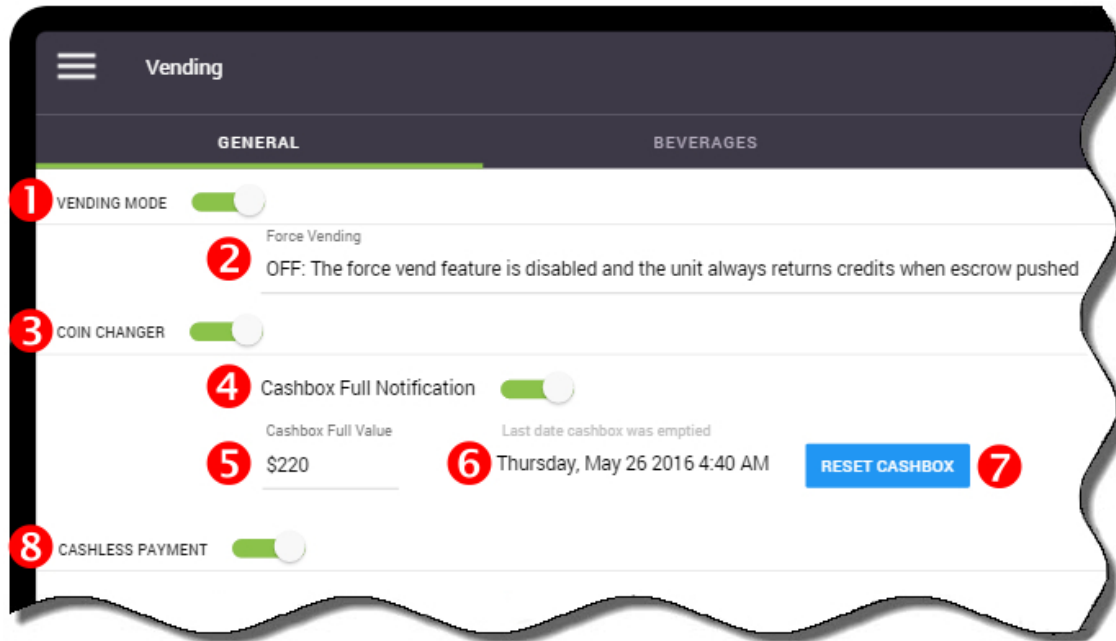 Vending
GENERAL BEVERAGES
1 VENDING MODE
Force Vending
2 OFF: The force vend feature is disabled and the unit always returns credits when escrow pushed
3 COIN CHANGER
4 Cashbox Full Notification
Cashbox Full Value Last date cashbox was emptied
5 $220 6 Thursday, May 26 2016 4:40 AM RESET CASHBOX 7
8 CASHLESS PAYMENT